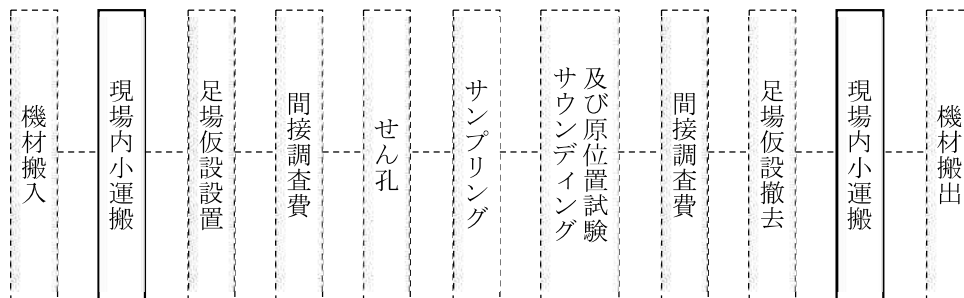 機材搬入
現場内小運搬
足場仮設設置
間接調査費
せん孔
サンプリング
サウンディング
及び原位置試験
間接調査費
足場仮設撤去
現場内小運搬
機材搬出